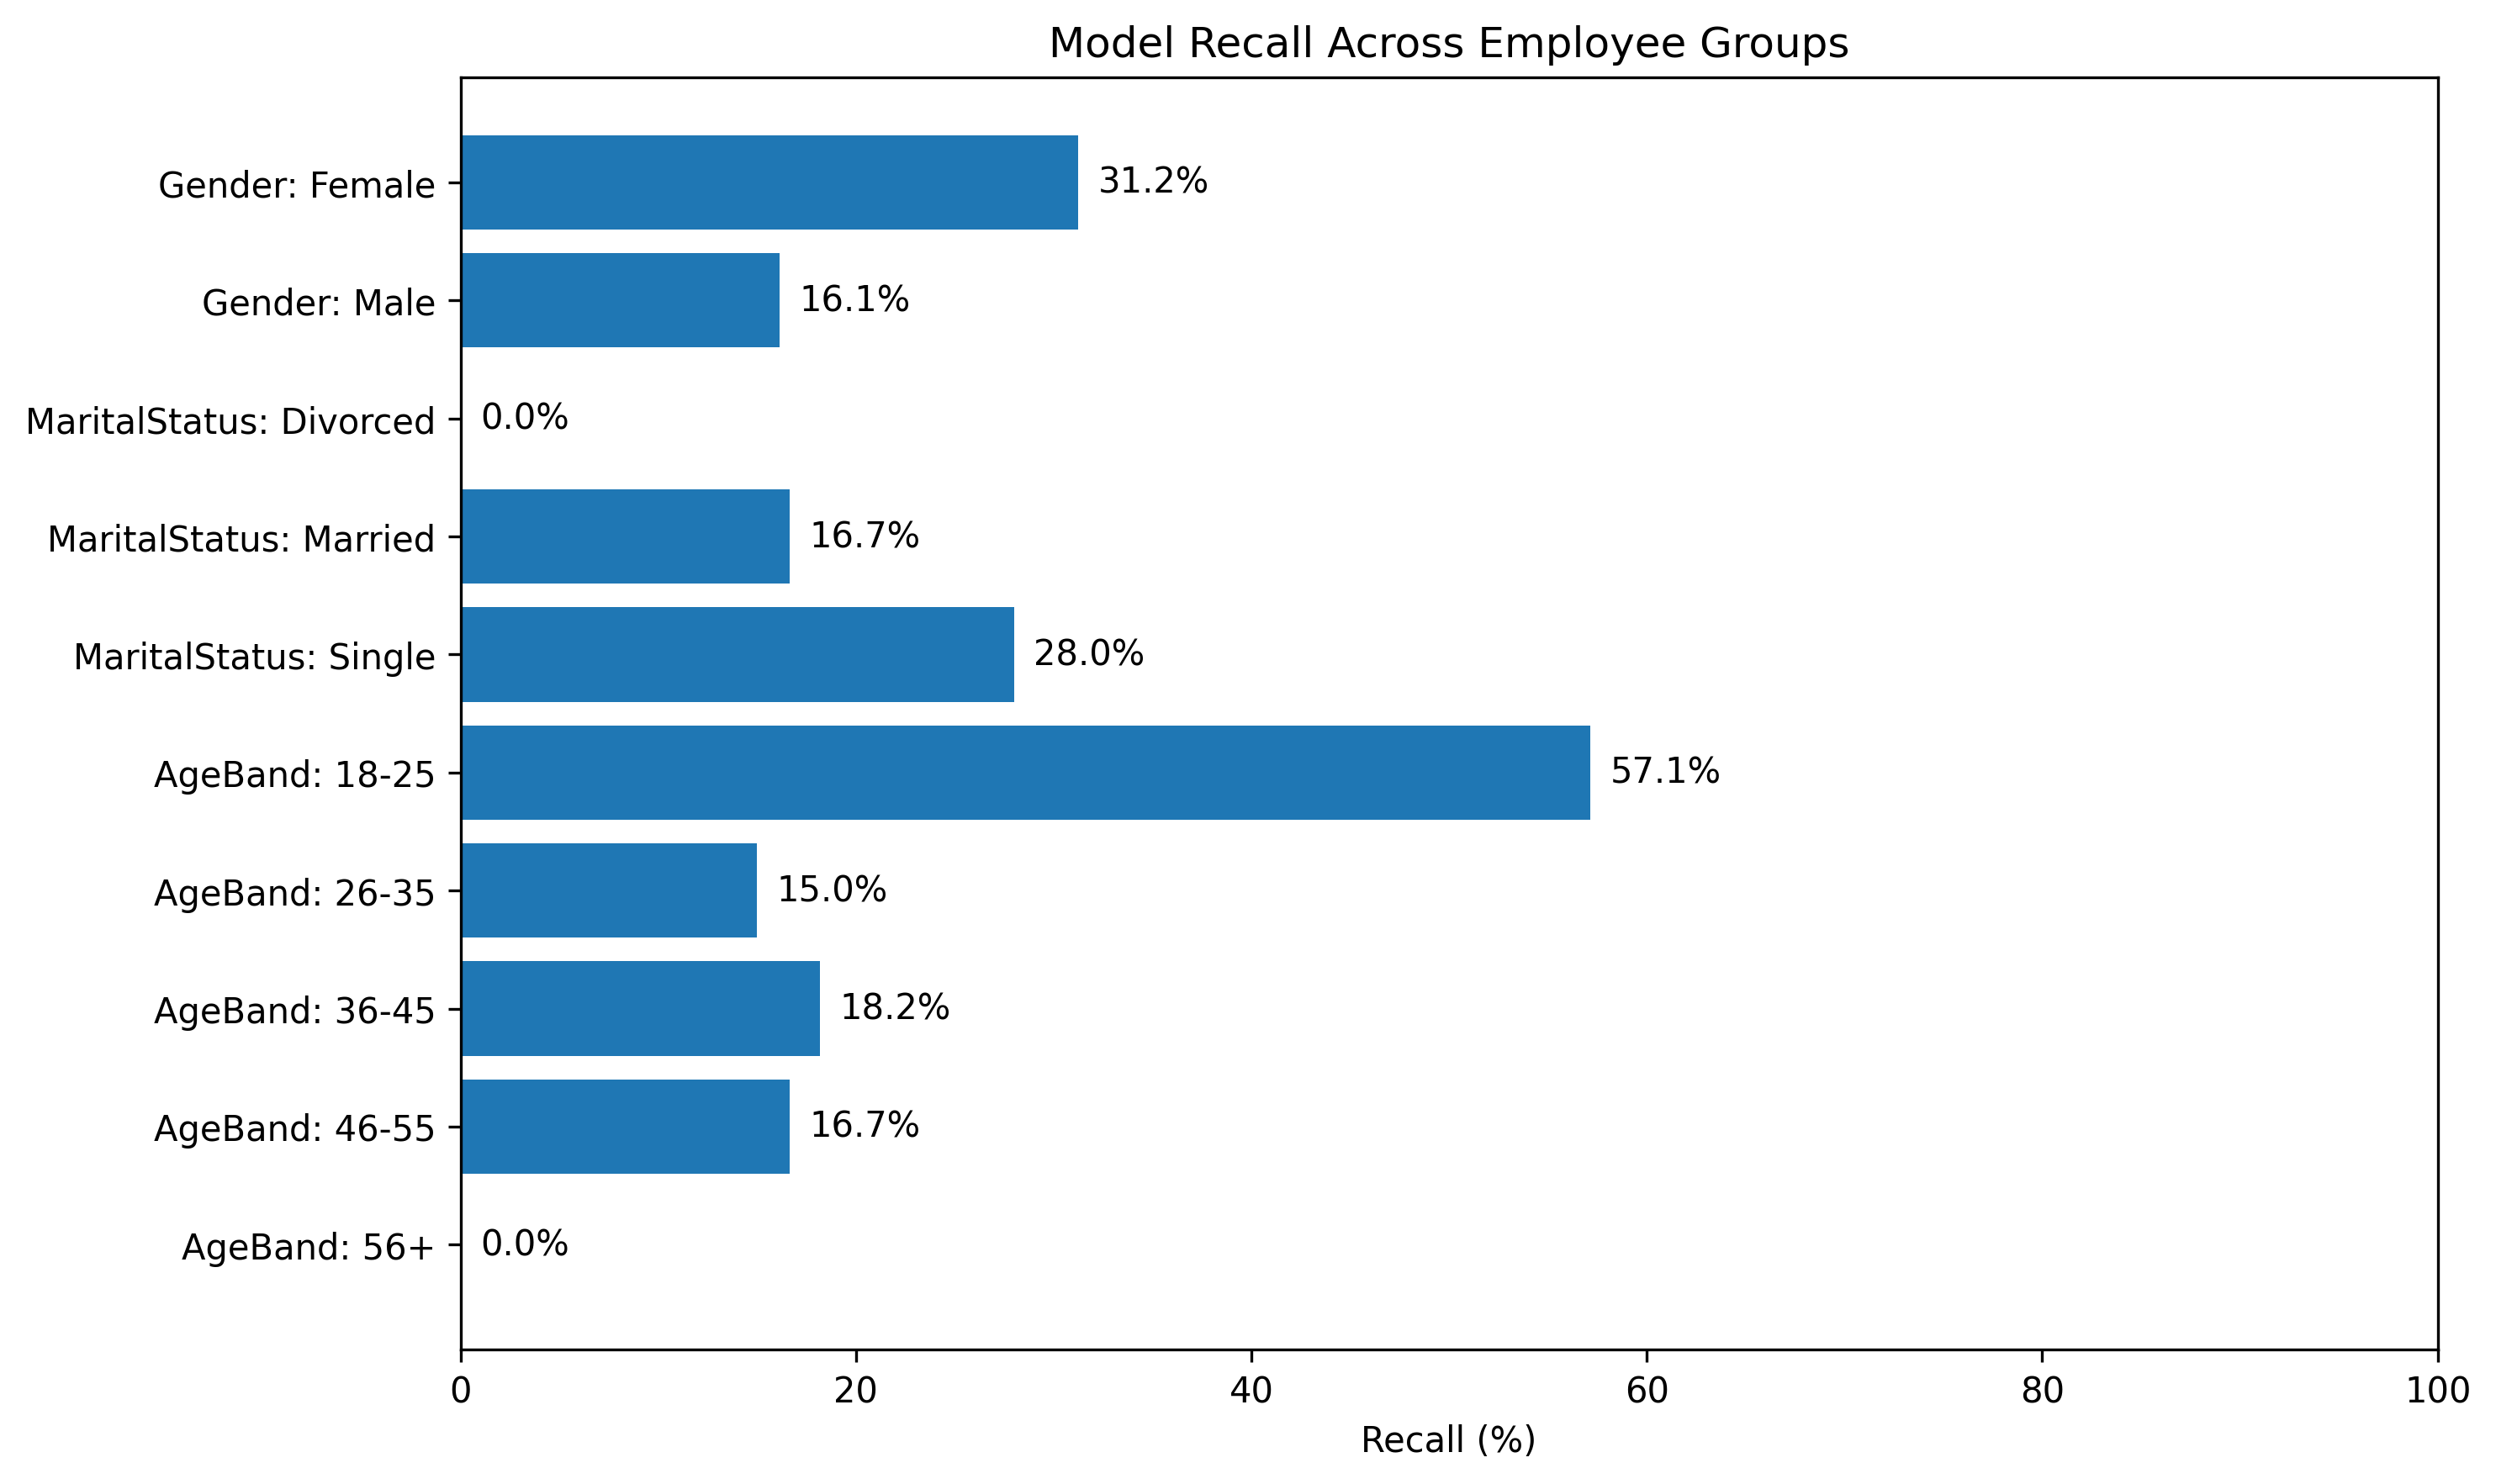 Model Recall Across Employee Groups
Gender: Female 31.2%
Gender: Male 16.1%
MaritalStatus: Divorced 0.0%
MaritalStatus: Married 16.7%
MaritalStatus: Single 28.0%
AgeBand: 18-25 57.1%
AgeBand: 26-35 15.0%
AgeBand: 36-45 18.2%
AgeBand: 46-55 16.7%
AgeBand: 56+ 0.0%
0 20 40 60 80 100
Recall (%)